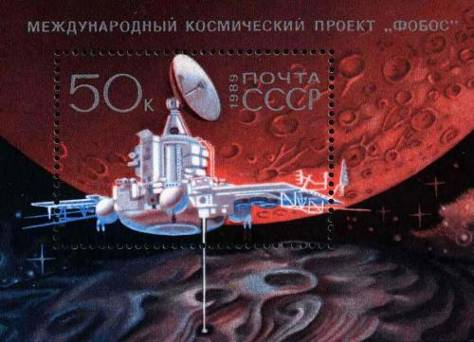 МЕЖДУНАРОДНЫЙ КОСМИЧЕСКИЙ ПРОЕКТ „ФОБОС"
50к
1989
ПОЧТА
СССР